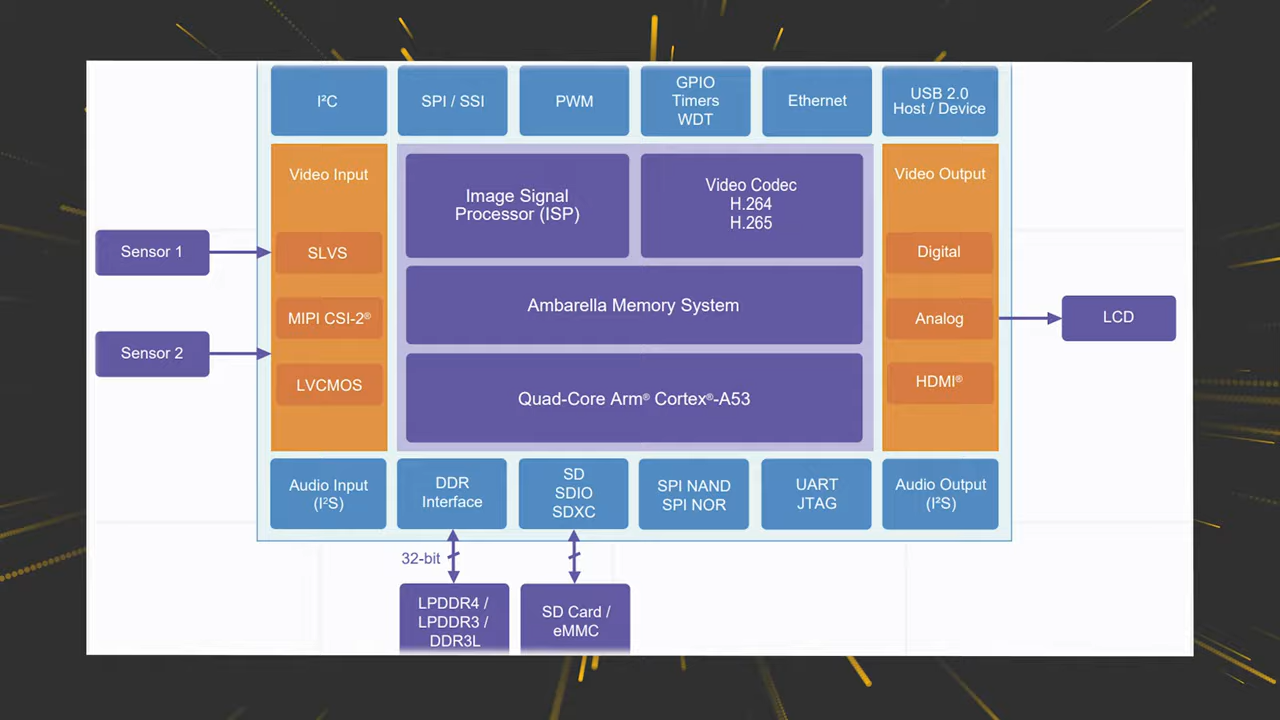 I²C
SPI / SSI
PWM
GPIO
Timers
WDT
Ethernet
USB 2.0
Host / Device
Video Input
SLVS
MIPI CSI-2®
LVCMOS
Sensor 1
Sensor 2
Image Signal
Processor (ISP)
Video Codec
H.264
H.265
Ambarella Memory System
Quad-Core Arm® Cortex®-A53
Video Output
Digital
Analog
HDMI®
LCD
Audio Input
(I²S)
DDR
Interface
SD
SDIO
SDXC
SPI NAND
SPI NOR
UART
JTAG
Audio Output
(I²S)
32-bit
LPDDR4 /
LPDDR3 /
DDR3L
SD Card /
eMMC